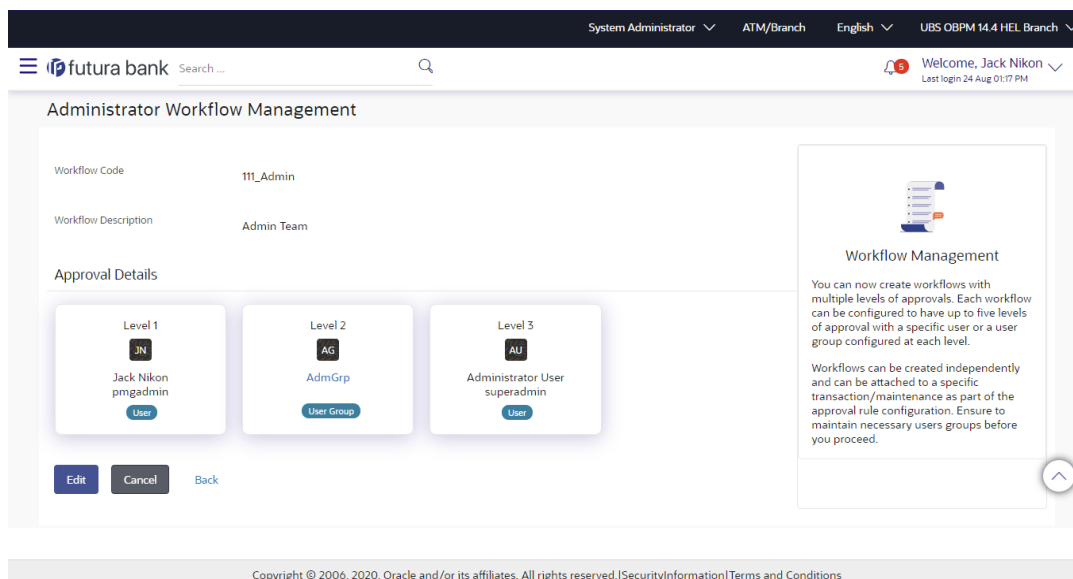 System Administrator ATM/Branch English UBS OBPM 14.4 HEL Branch
futura bank Search ... 5 Welcome, Jack Nikon
Last login 24 Aug 01:17 PM
Administrator Workflow Management
Workflow Code 111_Admin
Workflow Description Admin Team
Approval Details
Level 1
JN
Jack Nikon
pmgadmin
User
Level 2
AG
AdmGrp
User Group
Level 3
AU
Administrator User
superadmin
User
Edit Cancel Back
Workflow Management
You can now create workflows with
multiple levels of approvals. Each workflow
can be configured to have up to five levels
of approval with a specific user or a user
group configured at each level.
Workflows can be created independently
and can be attached to a specific
transaction/maintenance as part of the
approval rule configuration. Ensure to
maintain necessary users groups before
you proceed.
Copyright © 2006, 2020, Oracle and/or its affiliates. All rights reserved.|SecurityInformation|Terms and Conditions